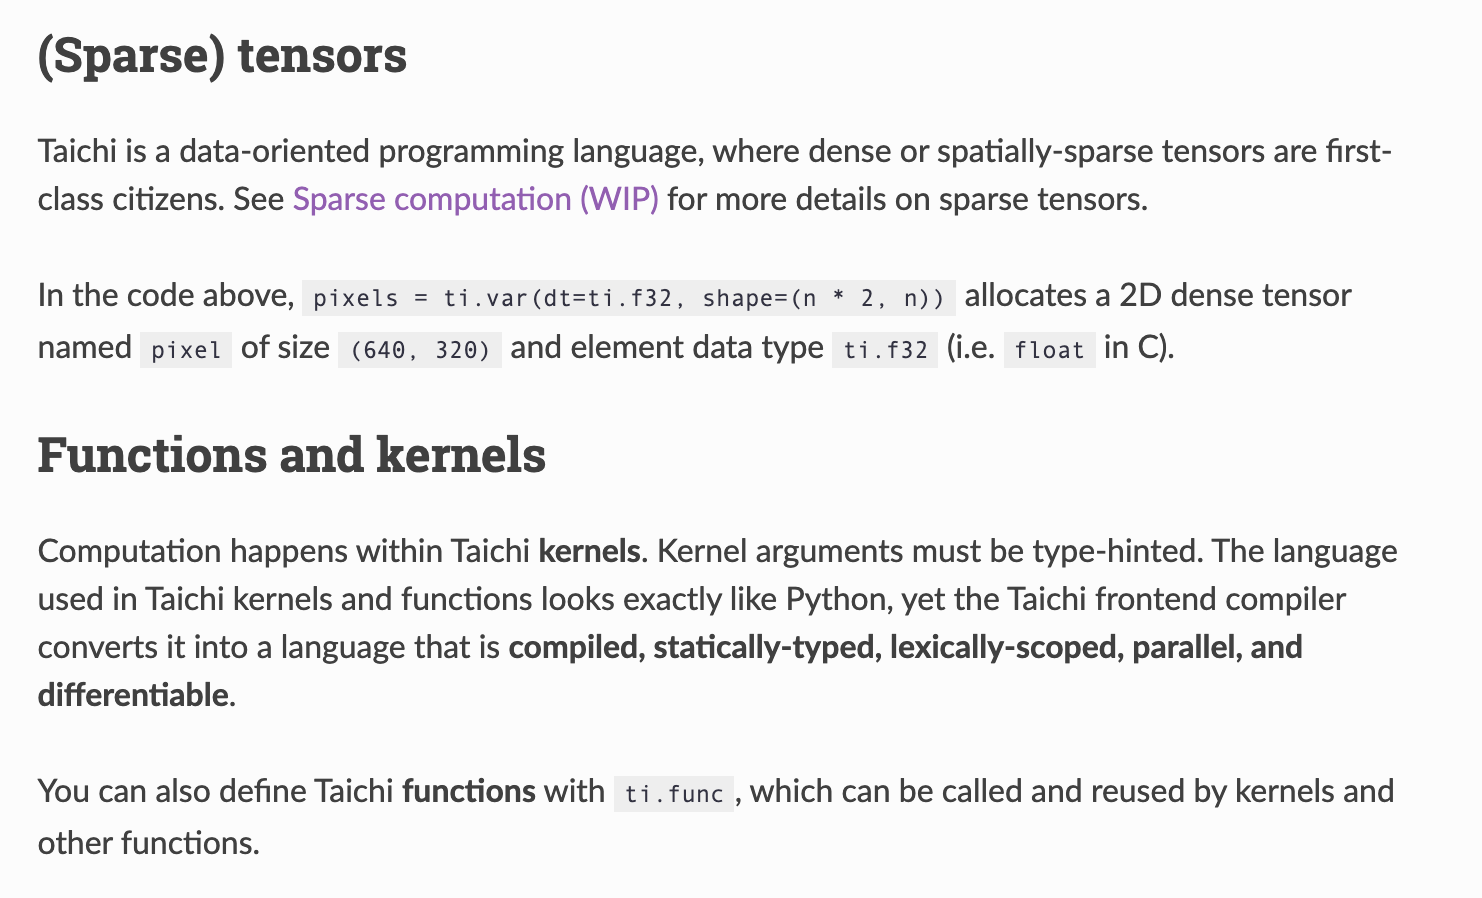 (Sparse) tensors
Taichi is a data-oriented programming language, where dense or spatially-sparse tensors are first-
class citizens. See Sparse computation (WIP) for more details on sparse tensors.
In the code above, pixels = ti.var(dt=ti.f32, shape=(n * 2, n)) allocates a 2D dense tensor
named pixel of size (640, 320) and element data type ti.f32 (i.e. float in C).
Functions and kernels
Computation happens within Taichi kernels. Kernel arguments must be type-hinted. The language
used in Taichi kernels and functions looks exactly like Python, yet the Taichi frontend compiler
converts it into a language that is compiled, statically-typed, lexically-scoped, parallel, and
differentiable.
You can also define Taichi functions with ti.func, which can be called and reused by kernels and
other functions.